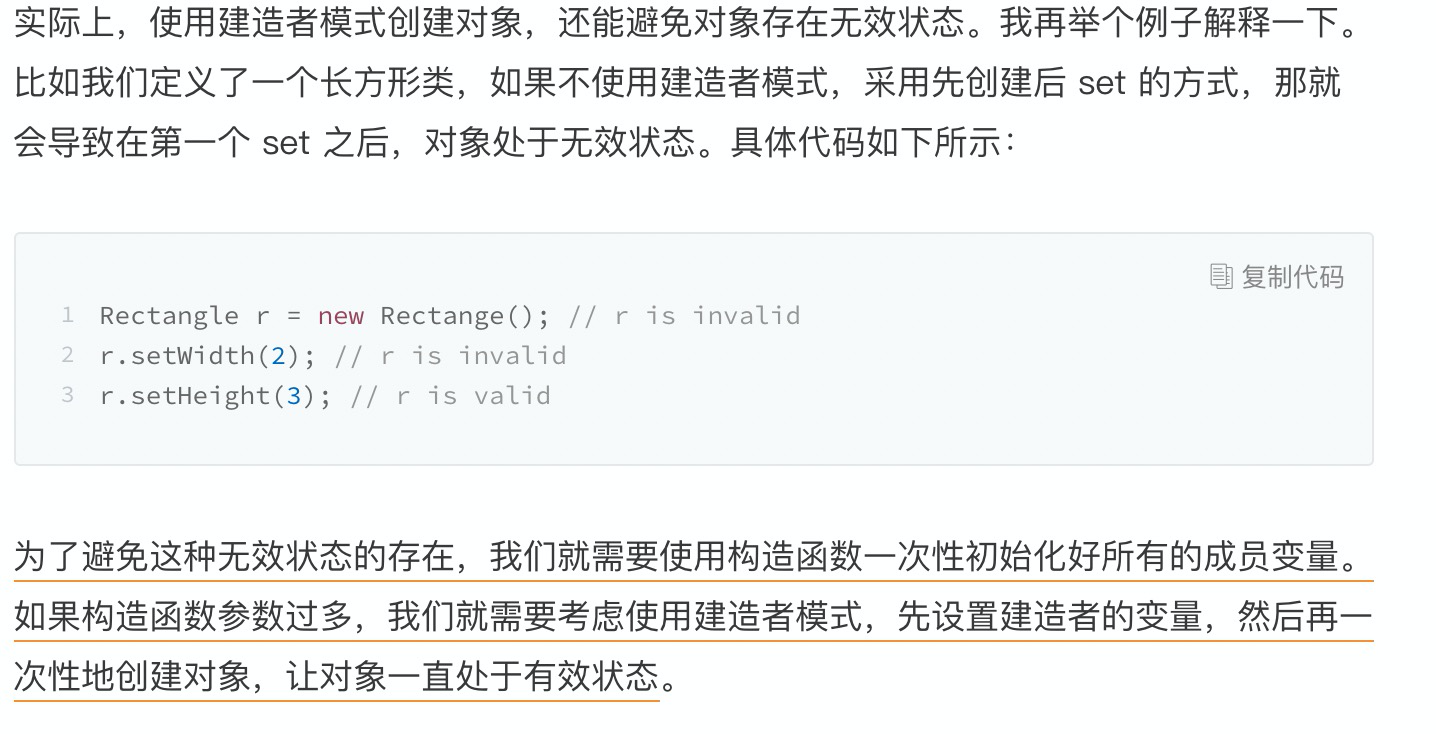 实际上，使用建造者模式创建对象，还能避免对象存在无效状态。我再举个例子解释一下。
比如我们定义了一个长方形类，如果不使用建造者模式，采用先创建后 set 的方式，那就
会导致在第一个 set 之后，对象处于无效状态。具体代码如下所示：
复制代码
1 Rectangle r = new Rectange(); // r is invalid
2 r.setWidth(2); // r is invalid
3 r.setHeight(3); // r is valid
为了避免这种无效状态的存在，我们就需要使用构造函数一次性初始化好所有的成员变量。
如果构造函数参数过多，我们就需要考虑使用建造者模式，先设置建造者的变量，然后再一
次性地创建对象，让对象一直处于有效状态。